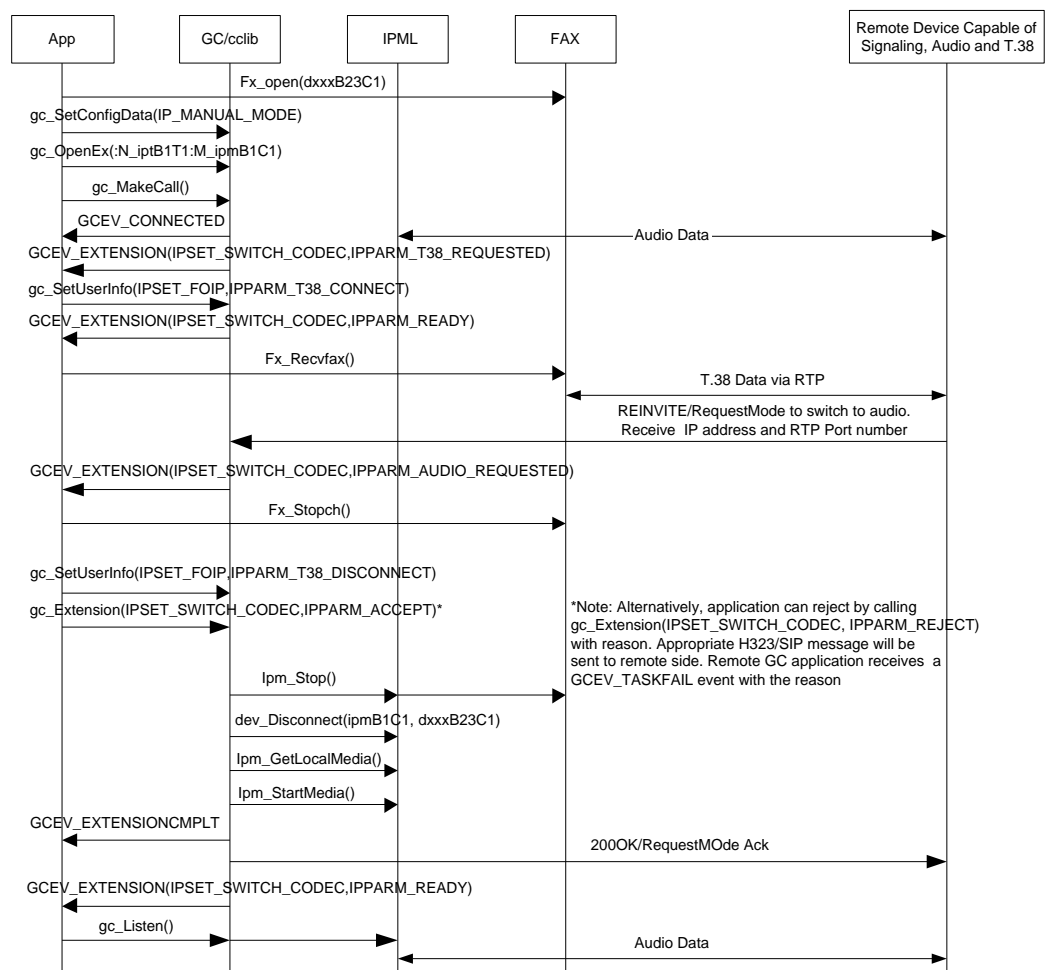 App
GC/cclib
IPML
FAX
Remote Device Capable of
Signaling, Audio and T.38
Fx_open(dxxxB23C1)
gc_SetConfigData(IP_MANUAL_MODE)
gc_OpenEx(:N_iptB1T1:M_ipmB1C1)
gc_MakeCall()
GCEV_CONNECTED
Audio Data
GCEV_EXTENSION(IPSET_SWITCH_CODEC,IPPARM_T38_REQUESTED)
gc_SetUserInfo(IPSET_FOIP,IPPARM_T38_CONNECT)
GCEV_EXTENSION(IPSET_SWITCH_CODEC,IPPARM_READY)
Fx_Recvfax()
T.38 Data via RTP
REINVITE/RequestMode to switch to audio.
Receive IP address and RTP Port number
GCEV_EXTENSION(IPSET_SWITCH_CODEC,IPPARM_AUDIO_REQUESTED)
Fx_Stopch()
gc_SetUserInfo(IPSET_FOIP,IPPARM_T38_DISCONNECT)
gc_Extension(IPSET_SWITCH_CODEC,IPPARM_ACCEPT)*
*Note: Alternatively, application can reject by calling
gc_Extension(IPSET_SWITCH_CODEC, IPPARM_REJECT)
with reason. Appropriate H323/SIP message will be
sent to remote side. Remote GC application receives a
GCEV_TASKFAIL event with the reason
Ipm_Stop()
dev_Disconnect(ipmB1C1, dxxxB23C1)
Ipm_GetLocalMedia()
Ipm_StartMedia()
GCEV_EXTENSIONCMPLT
200OK/RequestMOde Ack
GCEV_EXTENSION(IPSET_SWITCH_CODEC,IPPARM_READY)
gc_Listen()
Audio Data